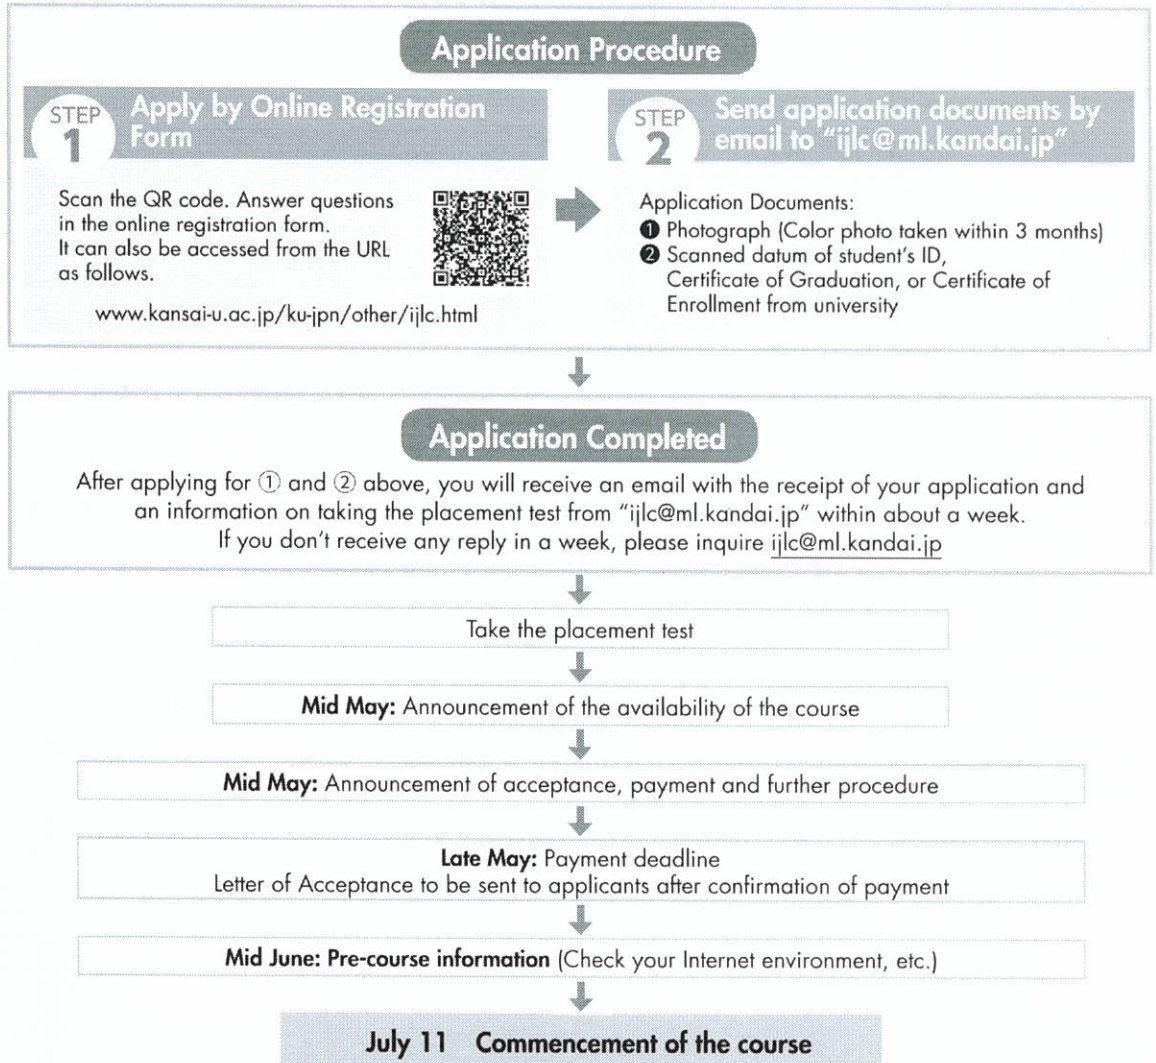 Application Procedure
STEP 1
Apply by Online Registration
Form
Scan the QR code. Answer questions
in the online registration form.
It can also be accessed from the URL
as follows.
www.kansai-u.ac.jp/ku-jpn/other/ijlc.html
STEP 2
Send application documents by
email to "ijlc@ml.kandai.jp"
Application Documents:
❶ Photograph (Color photo taken within 3 months)
❷ Scanned datum of student's ID,
Certificate of Graduation, or Certificate of
Enrollment from university
Application Completed
After applying for ① and ② above, you will receive an email with the receipt of your application and
an information on taking the placement test from "ijlc@ml.kandai.jp" within about a week.
If you don't receive any reply in a week, please inquire ijlc@ml.kandai.jp
Take the placement test
Mid May: Announcement of the availability of the course
Mid May: Announcement of acceptance, payment and further procedure
Late May: Payment deadline
Letter of Acceptance to be sent to applicants after confirmation of payment
Mid June: Pre-course information (Check your Internet environment, etc.)
July 11 Commencement of the course